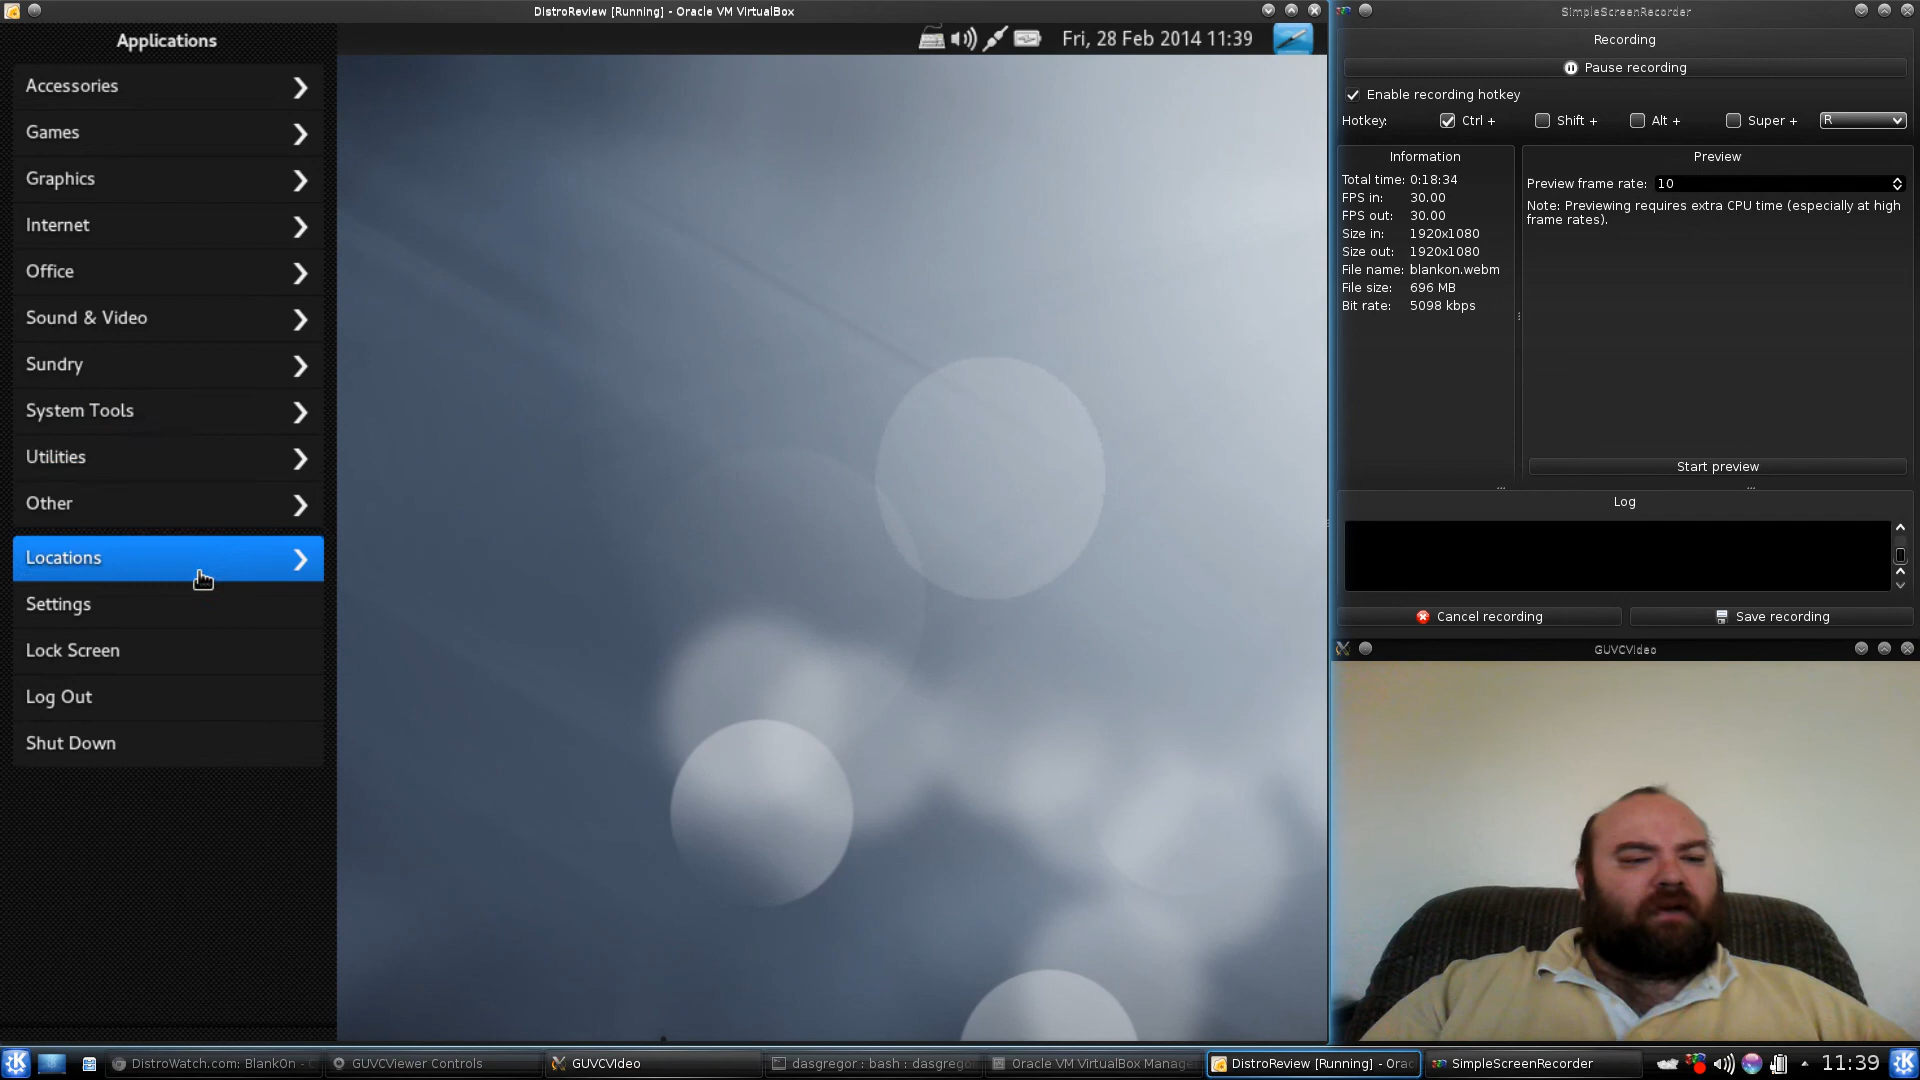 DistroReview [Running] - Oracle VM VirtualBox
SimpleScreenRecorder
Applications
Fri, 28 Feb 2014 11:39
Accessories
Games
Graphics
Internet
Office
Sound & Video
Sundry
System Tools
Utilities
Other
Locations
Settings
Lock Screen
Log Out
Shut Down
Recording
Pause recording
Enable recording hotkey
Hotkey: Ctrl + Shift + Alt + Super + R
Information
Total time: 0:18:34
FPS in: 30.00
FPS out: 30.00
Size in: 1920x1080
Size out: 1920x1080
File name: blankon.webm
File size: 696 MB
Bit rate: 5098 kbps
Preview
Preview frame rate: 10
Note: Previewing requires extra CPU time (especially at high
frame rates).
Start preview
Log
Cancel recording
Save recording
GUVCVideo
DistroWatch.com: BlankOn -
GUVCViewer Controls
GUVCVideo
dasgregor : bash : dasgregor
Oracle VM VirtualBox Manage
DistroReview [Running] - Orac
SimpleScreenRecorder
11:39